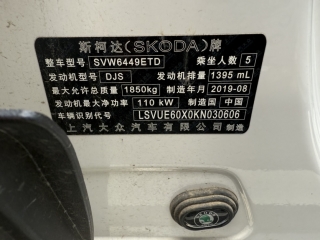 斯柯达(SKODA)牌
整车型号 SVW6449ETD 乘坐人数 5
发动机型号 DJS 发动机排量 1395 mL
最大允许总质量 1850kg 制造年月 2019-08
发动机最大净功率 110 kW 制造国 中国
车辆识别代号 LSVUE60X0KN030606
上汽大众汽车有限公司制造